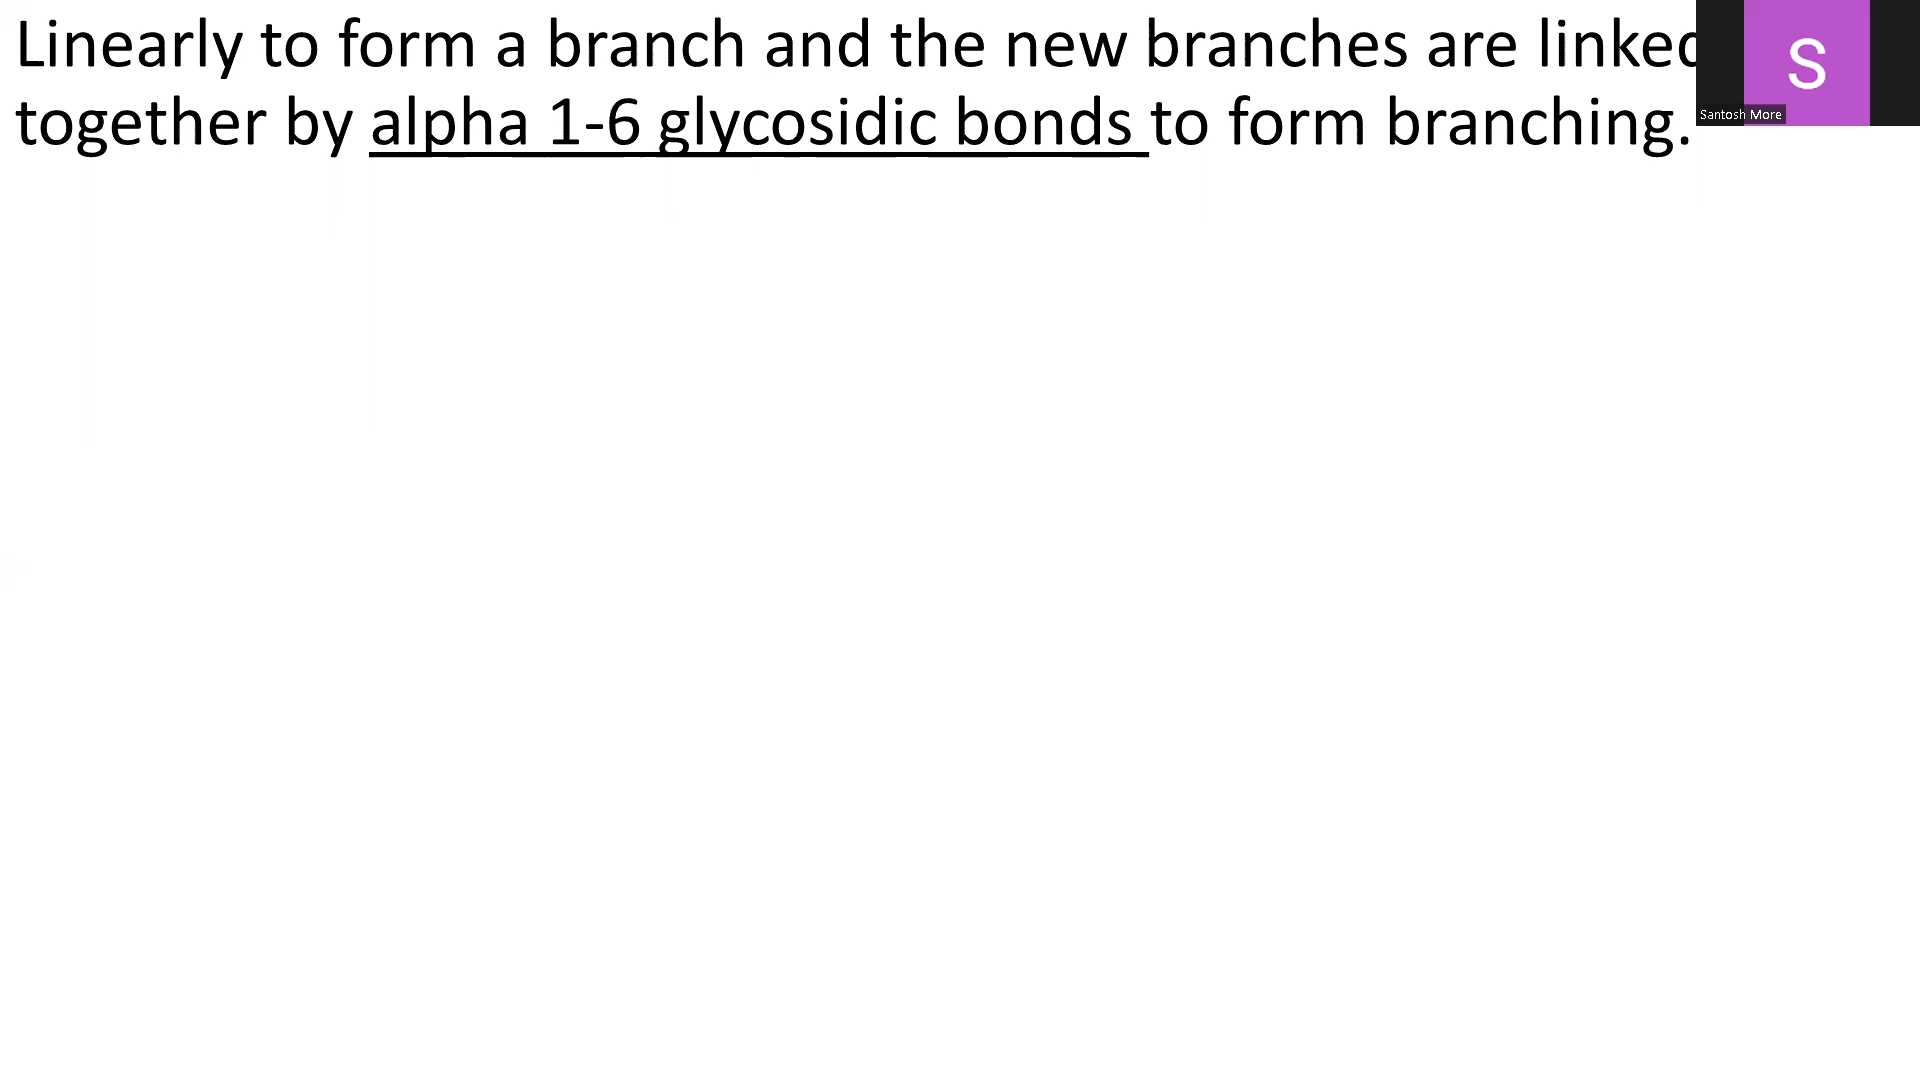 Linearly to form a branch and the new branches are linked
together by alpha 1-6 glycosidic bonds to form branching.
S
Santosh More